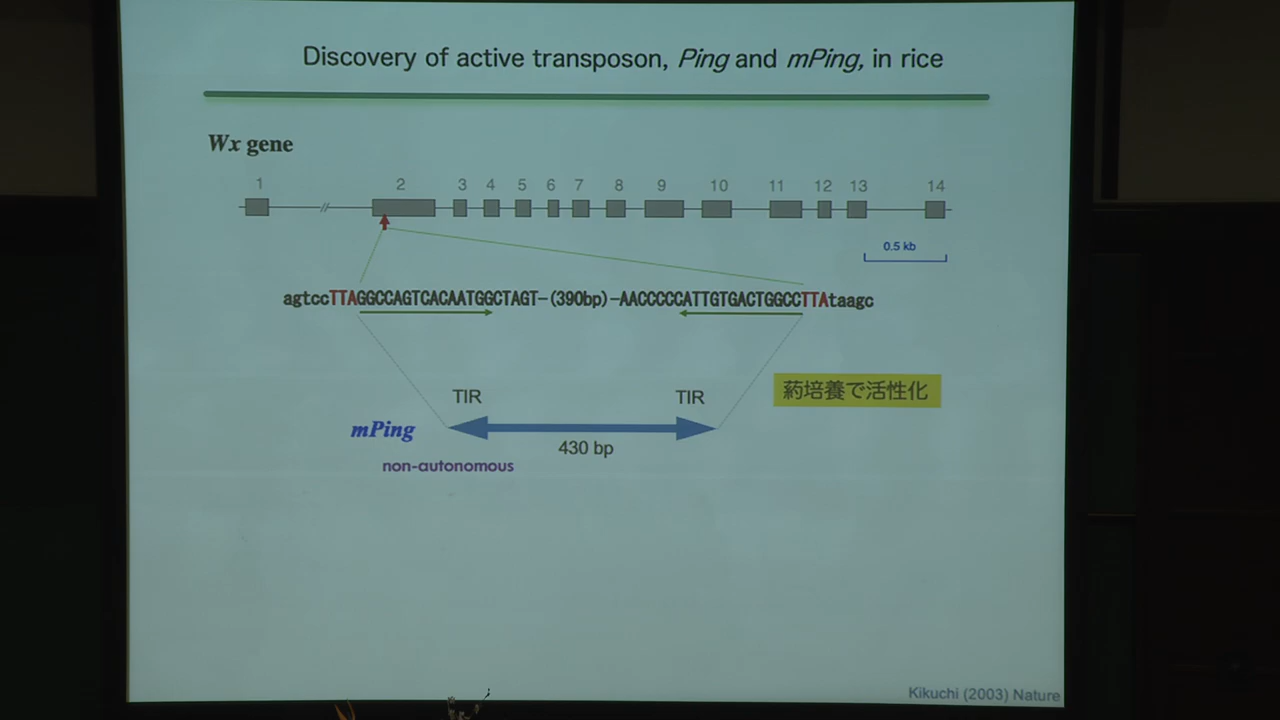 Discovery of active transposon, Ping and mPing, in rice
Wx gene
1 2 3 4 5 6 7 8 9 10 11 12 13 14
0.5 kb
agtccTTAGGCCAGTCACAATGGCTAGT-(390bp)-AACCCCCATTGTGACTGGCCTTAtaagc
TIR TIR
葯培養で活性化
mPing
430 bp
non-autonomous
Kikuchi (2003) Nature